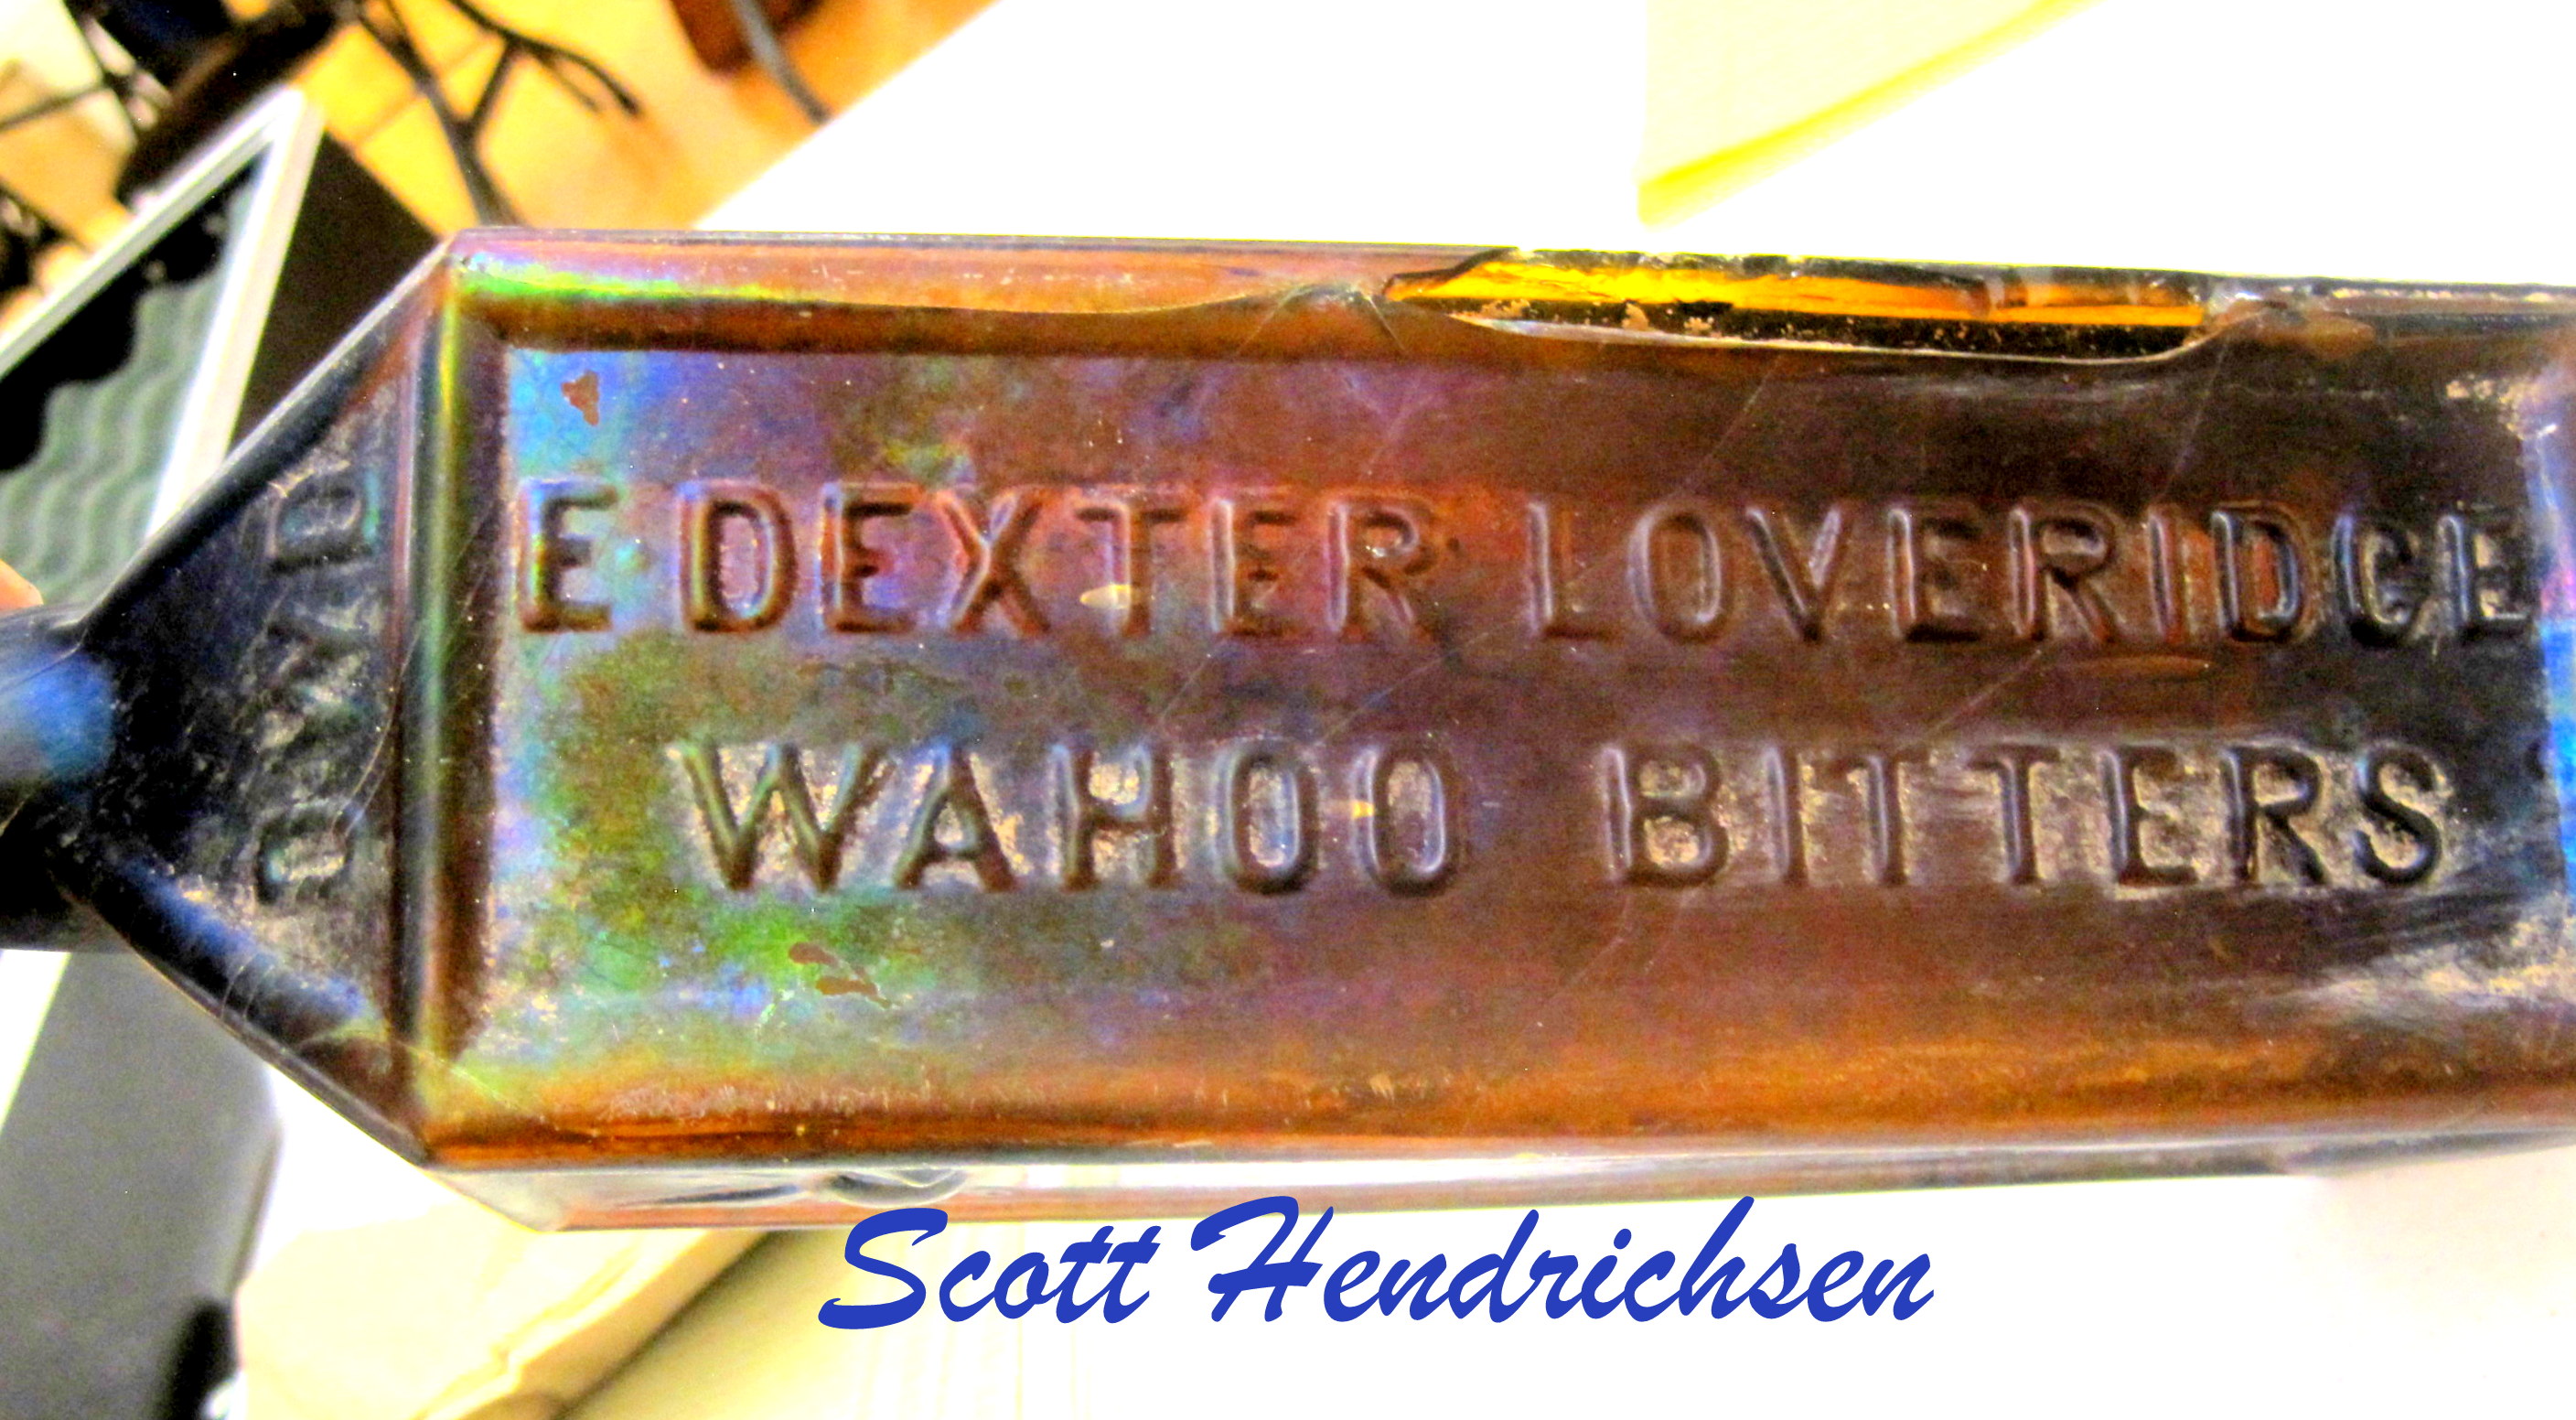 E DEXTER LOVERIDGE
WAHOO BITTERS
Scott Hendrichsen